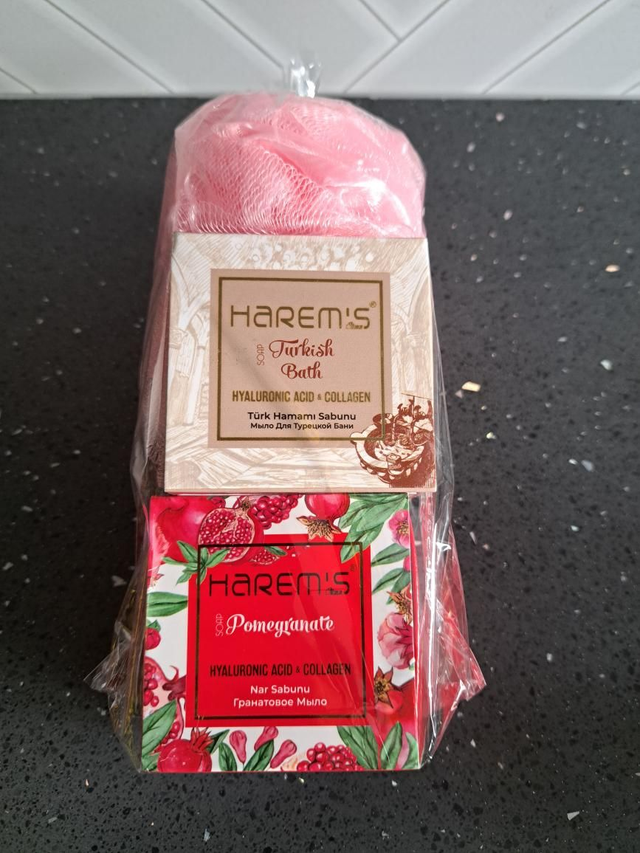 HAREM'S®
SOAP Turkish
Bath
HYALURONIC ACID & COLLAGEN
Türk Hamamı Sabunu
Мыло Для Турецкой Бани
HAREM'S®
SOAP Pomegranate
HYALURONIC ACID & COLLAGEN
Nar Sabunu
Гранатовое Мыло